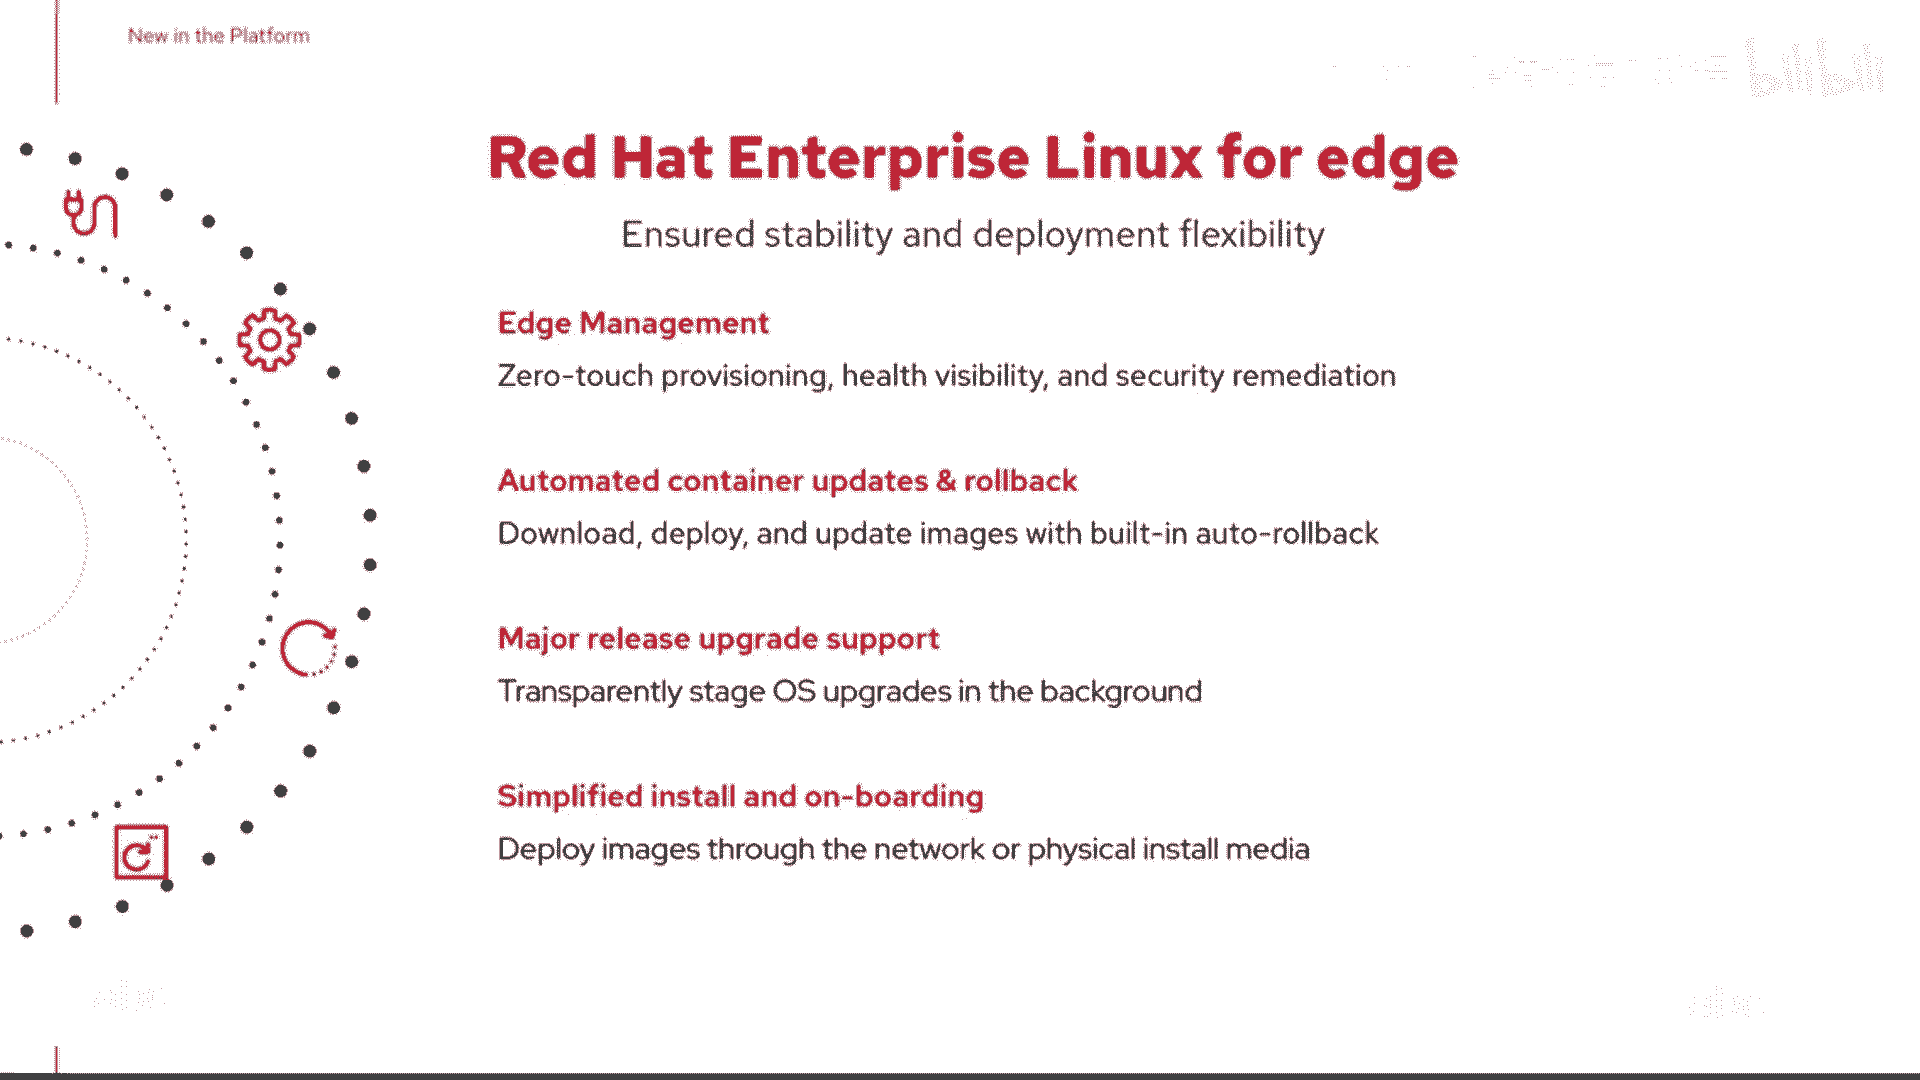 New in the Platform
bilibili
Red Hat Enterprise Linux for edge
Ensured stability and deployment flexibility
Edge Management
Zero-touch provisioning, health visibility, and security remediation
Automated container updates & rollback
Download, deploy, and update images with built-in auto-rollback
Major release upgrade support
Transparently stage OS upgrades in the background
Simplified install and on-boarding
Deploy images through the network or physical install media